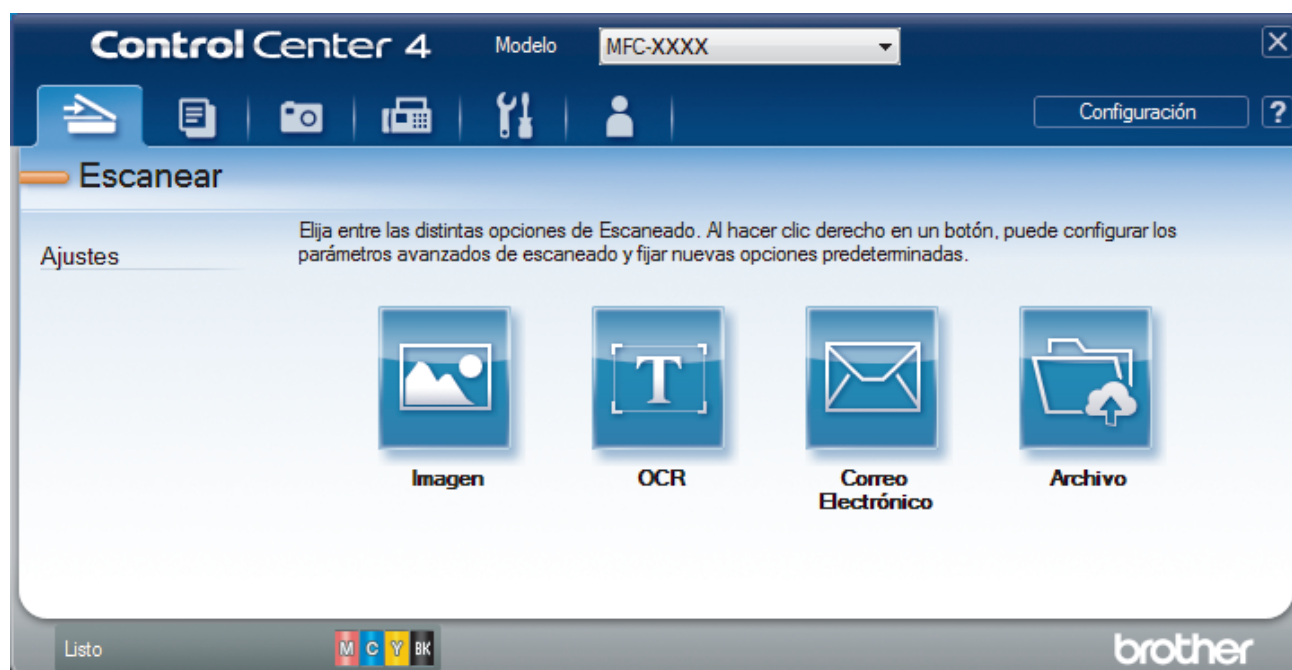 Control Center 4
Modelo
MFC-XXXX
Configuración
?
Escanear
Ajustes
Elija entre las distintas opciones de Escaneado. Al hacer clic derecho en un botón, puede configurar los
parámetros avanzados de escaneado y fijar nuevas opciones predeterminadas.
T
Imagen
OCR
Correo
Electrónico
Archivo
Listo
M C Y BK
brother